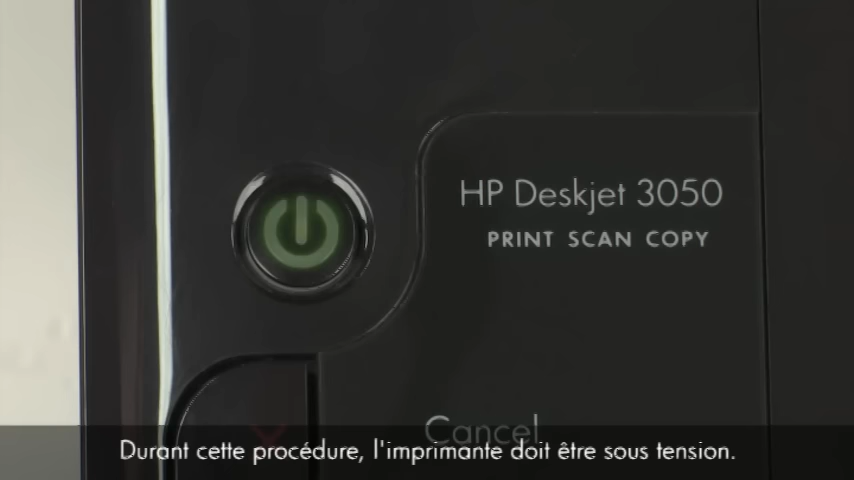 HP Deskjet 3050
PRINT SCAN COPY
Cancel
Durant cette procédure, l'imprimante doit être sous tension.